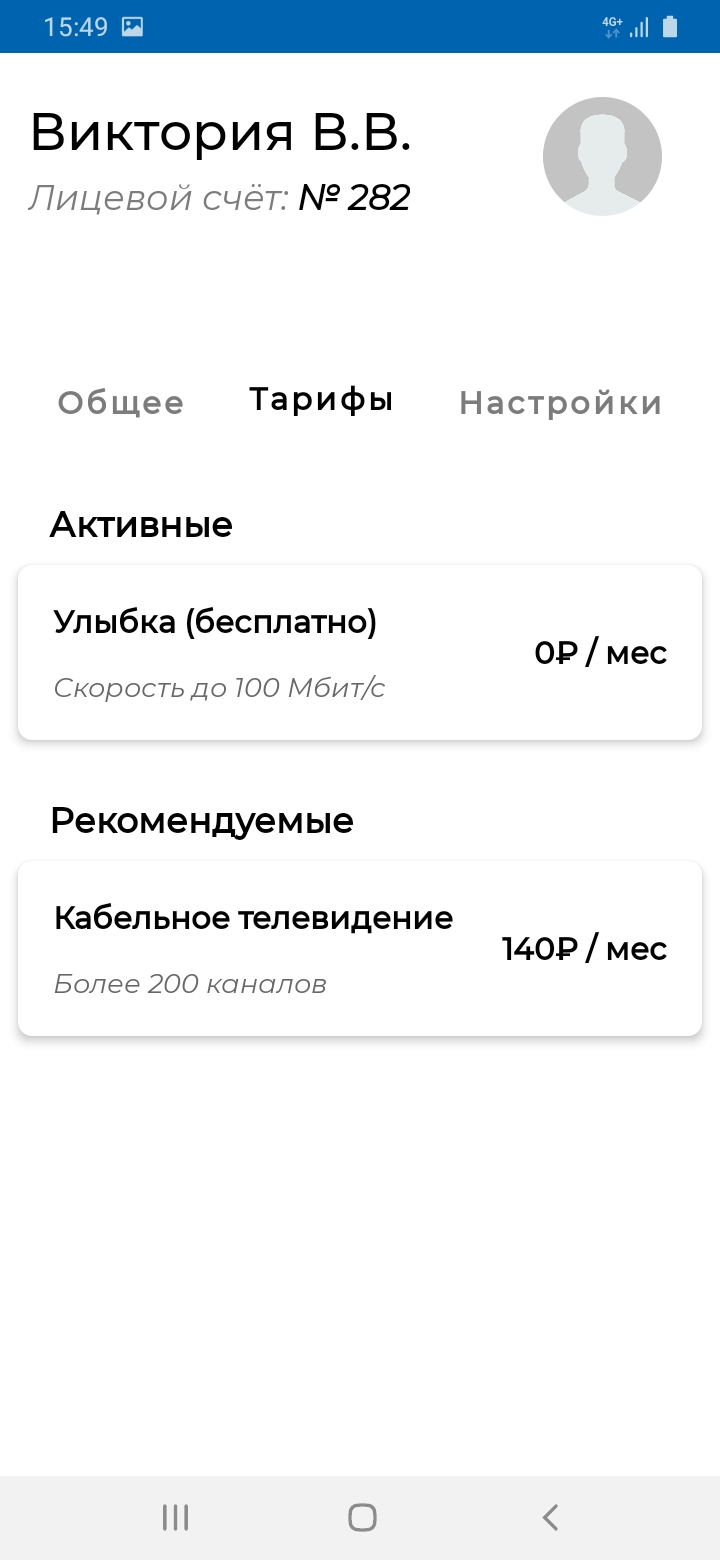 15:49
4G+
Виктория В.В.
Лицевой счёт: № 282
Общее Тарифы Настройки
Активные
Улыбка (бесплатно)
0₽ / мес
Скорость до 100 Мбит/с
Рекомендуемые
Кабельное телевидение
140₽ / мес
Более 200 каналов